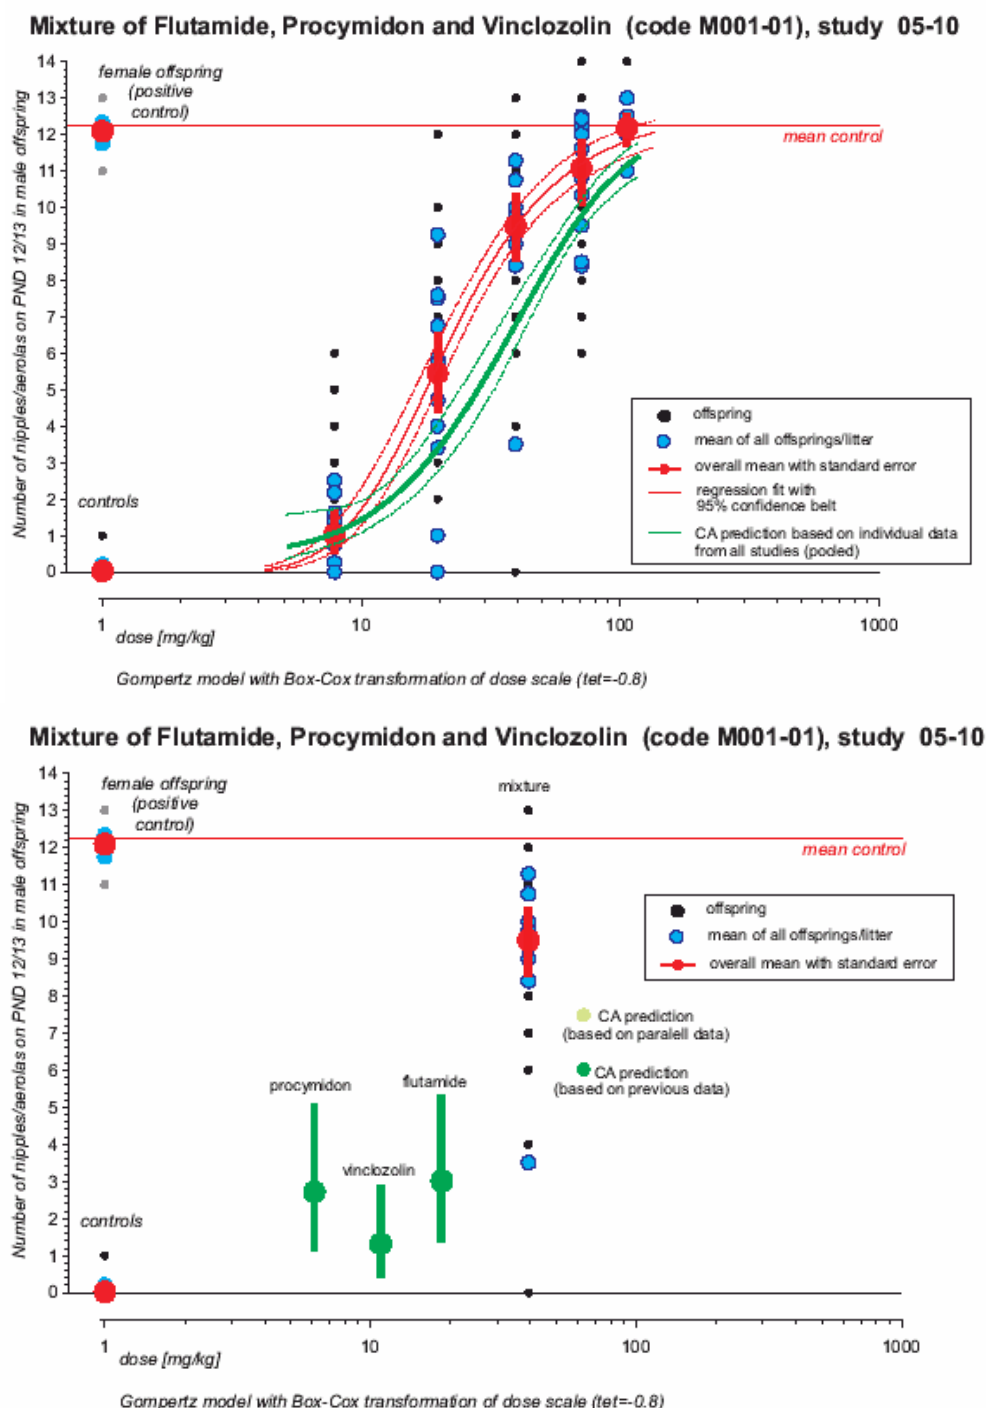 Mixture of Flutamide, Procymidon and Vinclozolin (code M001-01), study 05-10
14
13
12
11
10
9
8
7
6
5
4
3
2
1
0
Number of nipples/aerolas on PND 12/13 in male offspring
female offspring
(positive
control)
mean control
controls
offspring
mean of all offsprings/litter
overall mean with standard error
regression fit with
95% confidence belt
CA prediction based on individual data
from all studies (pooled)
1
10
100
1000
dose [mg/kg]
Gompertz model with Box-Cox transformation of dose scale (tet=-0.8)
Mixture of Flutamide, Procymidon and Vinclozolin (code M001-01), study 05-10
14
13
12
11
10
9
8
7
6
5
4
3
2
1
0
Number of nipples/aerolas on PND 12/13 in male offspring
female offspring
(positive
control)
mixture
mean control
offspring
mean of all offsprings/litter
overall mean with standard error
CA prediction
(based on paralell data)
CA prediction
(based on previous data)
procymidon
flutamide
vinclozolin
controls
1
10
100
1000
dose [mg/kg]
Gompertz model with Box-Cox transformation of dose scale (tet=-0.8)